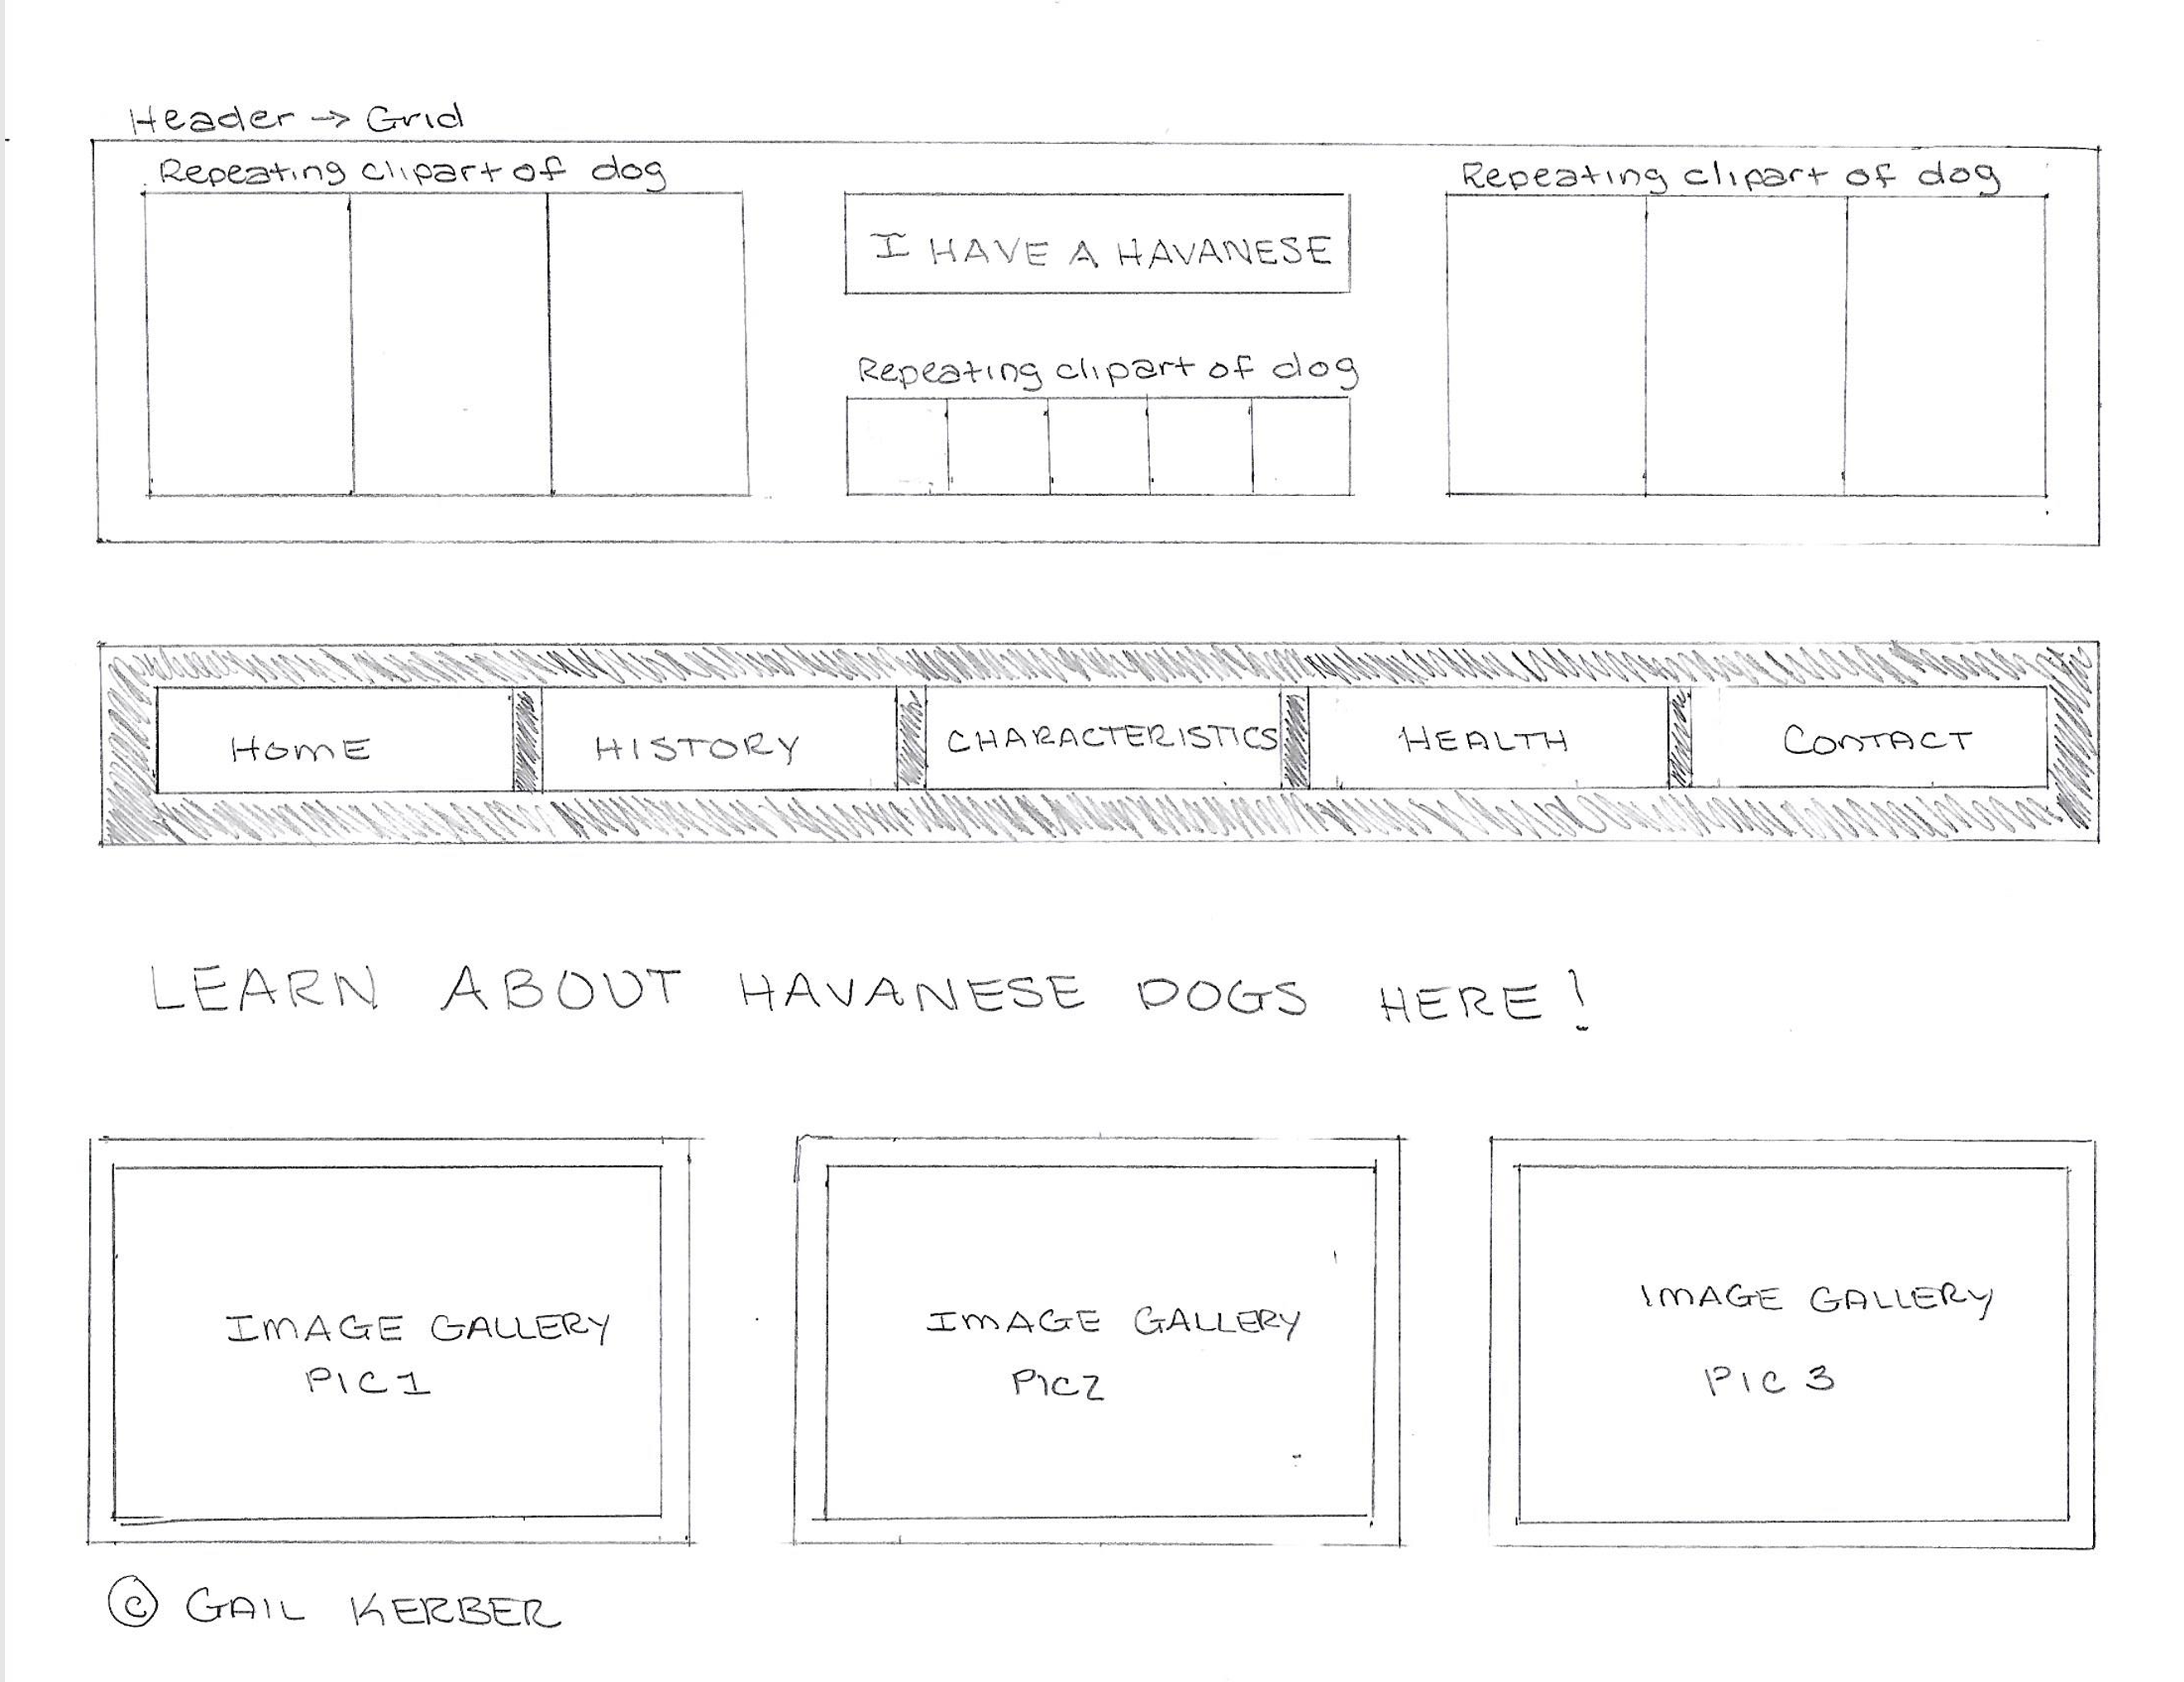 Header → Grid
Repeating clipart of dog
Repeating clipart of dog
I HAVE A HAVANESE
Repeating clipart of dog
HOME
HISTORY
CHARACTERISTICS
HEALTH
CONTACT
LEARN ABOUT HAVANESE DOGS HERE!
IMAGE GALLERY
PIC 1
IMAGE GALLERY
PIC2
IMAGE GALLERY
PIC 3
© GAIL KERBER